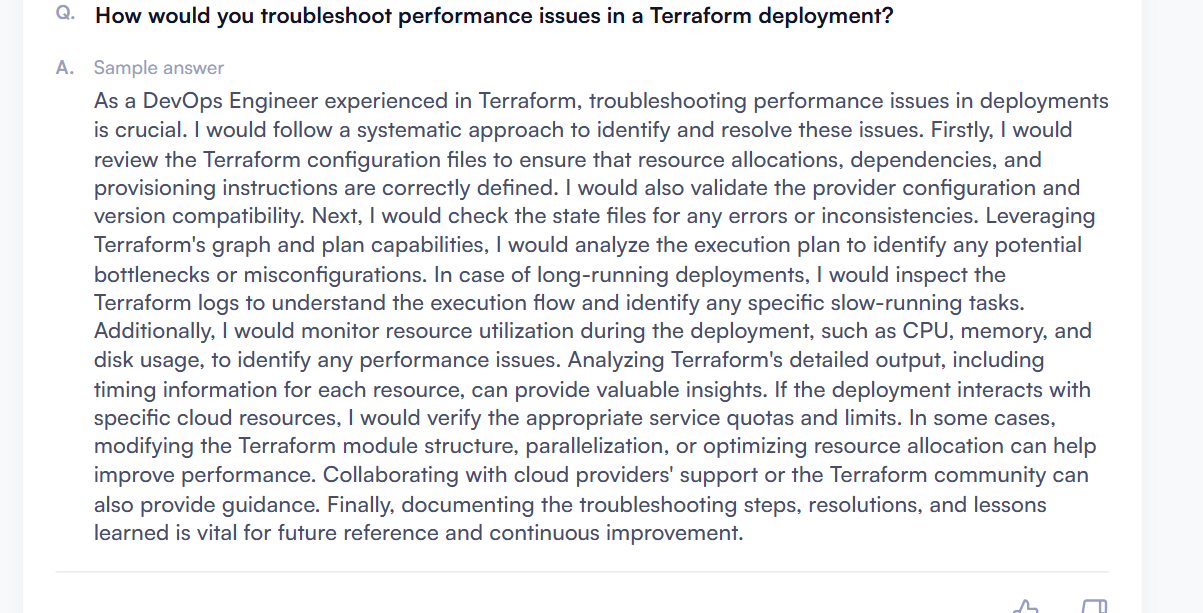 Q. How would you troubleshoot performance issues in a Terraform deployment?
A. Sample answer
As a DevOps Engineer experienced in Terraform, troubleshooting performance issues in deployments
is crucial. I would follow a systematic approach to identify and resolve these issues. Firstly, I would
review the Terraform configuration files to ensure that resource allocations, dependencies, and
provisioning instructions are correctly defined. I would also validate the provider configuration and
version compatibility. Next, I would check the state files for any errors or inconsistencies. Leveraging
Terraform's graph and plan capabilities, I would analyze the execution plan to identify any potential
bottlenecks or misconfigurations. In case of long-running deployments, I would inspect the
Terraform logs to understand the execution flow and identify any specific slow-running tasks.
Additionally, I would monitor resource utilization during the deployment, such as CPU, memory, and
disk usage, to identify any performance issues. Analyzing Terraform's detailed output, including
timing information for each resource, can provide valuable insights. If the deployment interacts with
specific cloud resources, I would verify the appropriate service quotas and limits. In some cases,
modifying the Terraform module structure, parallelization, or optimizing resource allocation can help
improve performance. Collaborating with cloud providers' support or the Terraform community can
also provide guidance. Finally, documenting the troubleshooting steps, resolutions, and lessons
learned is vital for future reference and continuous improvement.